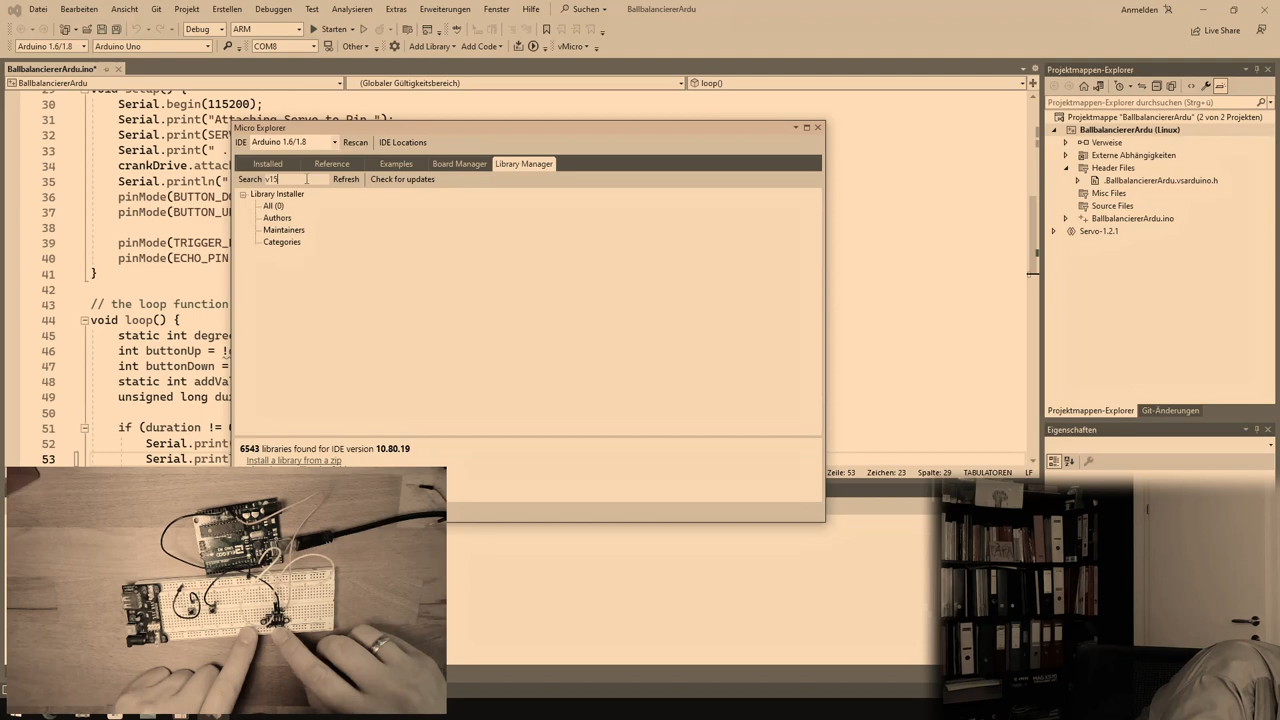 Datei Bearbeiten Ansicht Git Projekt Erstellen Debuggen Test Analysieren Extras Erweiterungen Fenster Hilfe Suchen BallbalanciererArdu Anmelden
Debug ARM Starten Live Share
Arduino 1.6/1.8 Arduino Uno COM8 Other Add Library Add Code vMicro
BallbalanciererArdu.ino*
BallbalanciererArdu (Globaler Gültigkeitsbereich) loop()
30 Serial.begin(115200);
31 Serial.print("Attaching Servo to Pin ");
32 Serial.print(SER
33 Serial.print(" .
34 crankDrive.attac
35 Serial.println("
36 pinMode(BUTTON_DO
37 pinMode(BUTTON_U
38
39 pinMode(TRIGGER_
40 pinMode(ECHO_PIN
41 }
42
43 // the loop function
44 void loop() {
45 static int degre
46 int buttonUp = !
47 int buttonDown =
48 static int addVa
49 unsigned long du
50
51 if (duration !=
52 Serial.prin
53 Serial.print
Micro Explorer
IDE Arduino 1.6/1.8 Rescan IDE Locations
Installed Reference Examples Board Manager Library Manager
Search v15 Refresh Check for updates
Library Installer
All (0)
Authors
Maintainers
Categories
6543 libraries found for IDE version 10.80.19
Install a library from a zip
Zeile: 53 Zeichen: 23 Spalte: 29 TABULATOREN LF
Projektmappen-Explorer
Projektmappen-Explorer durchsuchen (Strg+ü)
Projektmappe "BallbalanciererArdu" (2 von 2 Projekten)
BallbalanciererArdu (Linux)
Verweise
Externe Abhängigkeiten
Header Files
.BallbalanciererArdu.vsarduino.h
Misc Files
Source Files
BallbalanciererArdu.ino
Servo-1.2.1
Projektmappen-Explorer Git-Änderungen
Eigenschaften